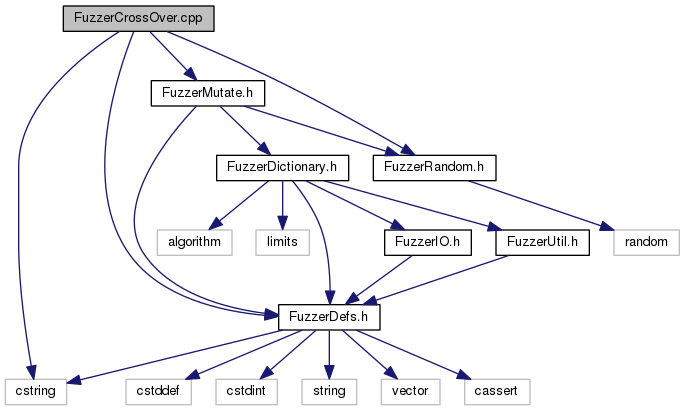 FuzzerCrossOver.cpp
FuzzerMutate.h
FuzzerDictionary.h
FuzzerRandom.h
algorithm
limits
FuzzerIO.h
FuzzerUtil.h
random
FuzzerDefs.h
cstring
cstddef
cstdint
string
vector
cassert